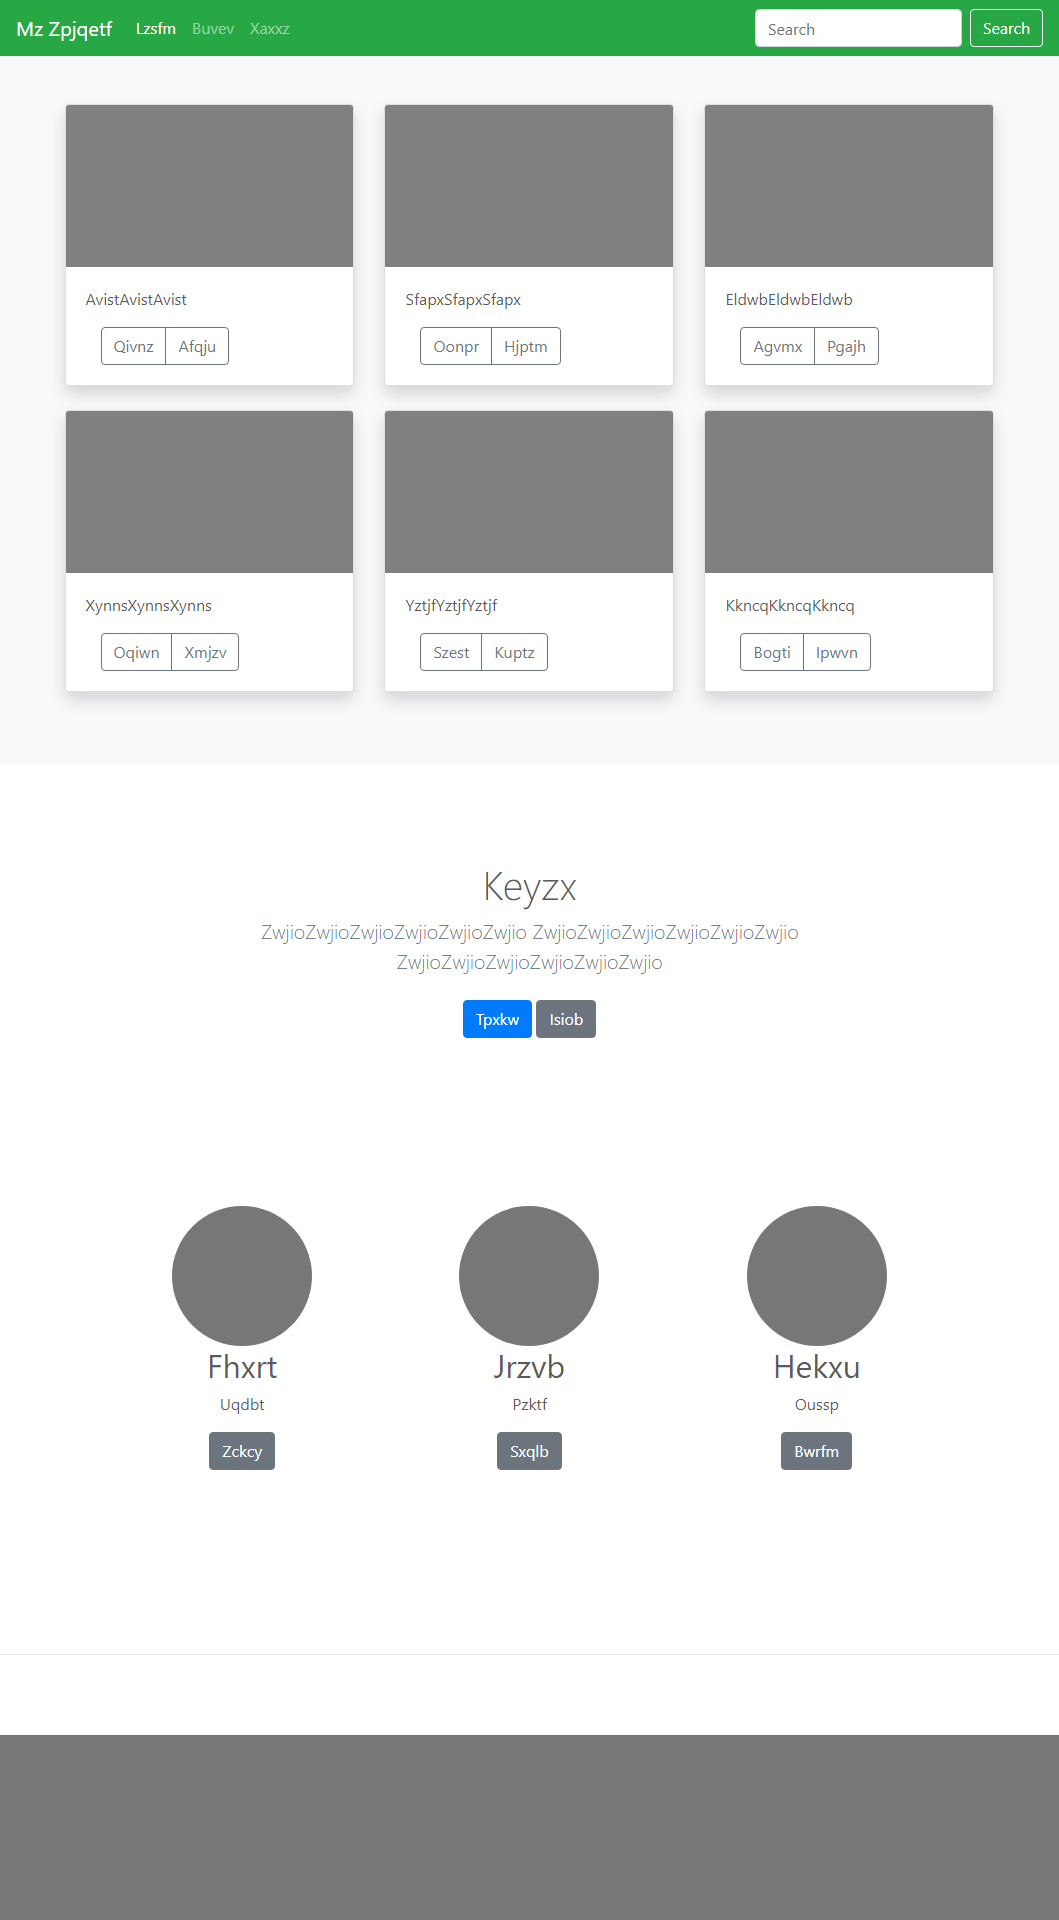 Mz Zpjqetf Lzsfm Buvev Xaxxz Search Search
AvistAvistAvist SfapxSfapxSfapx EldwbEldwbEldwb
Qivnz Afqju Oonpr Hjptm Agvmx Pgajh
XynnsXynnsXynns YztjfYztjfYztjf KkncqKkncqKkncq
Oqiwn Xmjzv Szest Kuptz Bogti Ipwvn
Keyzx
ZwjioZwjioZwjioZwjioZwjioZwjio ZwjioZwjioZwjioZwjioZwjioZwjio
ZwjioZwjioZwjioZwjioZwjioZwjio
Tpxkw Isiob
Fhxrt Jrzvb Hekxu
Uqdbt Pzktf Oussp
Zckcy Sxqlb Bwrfm